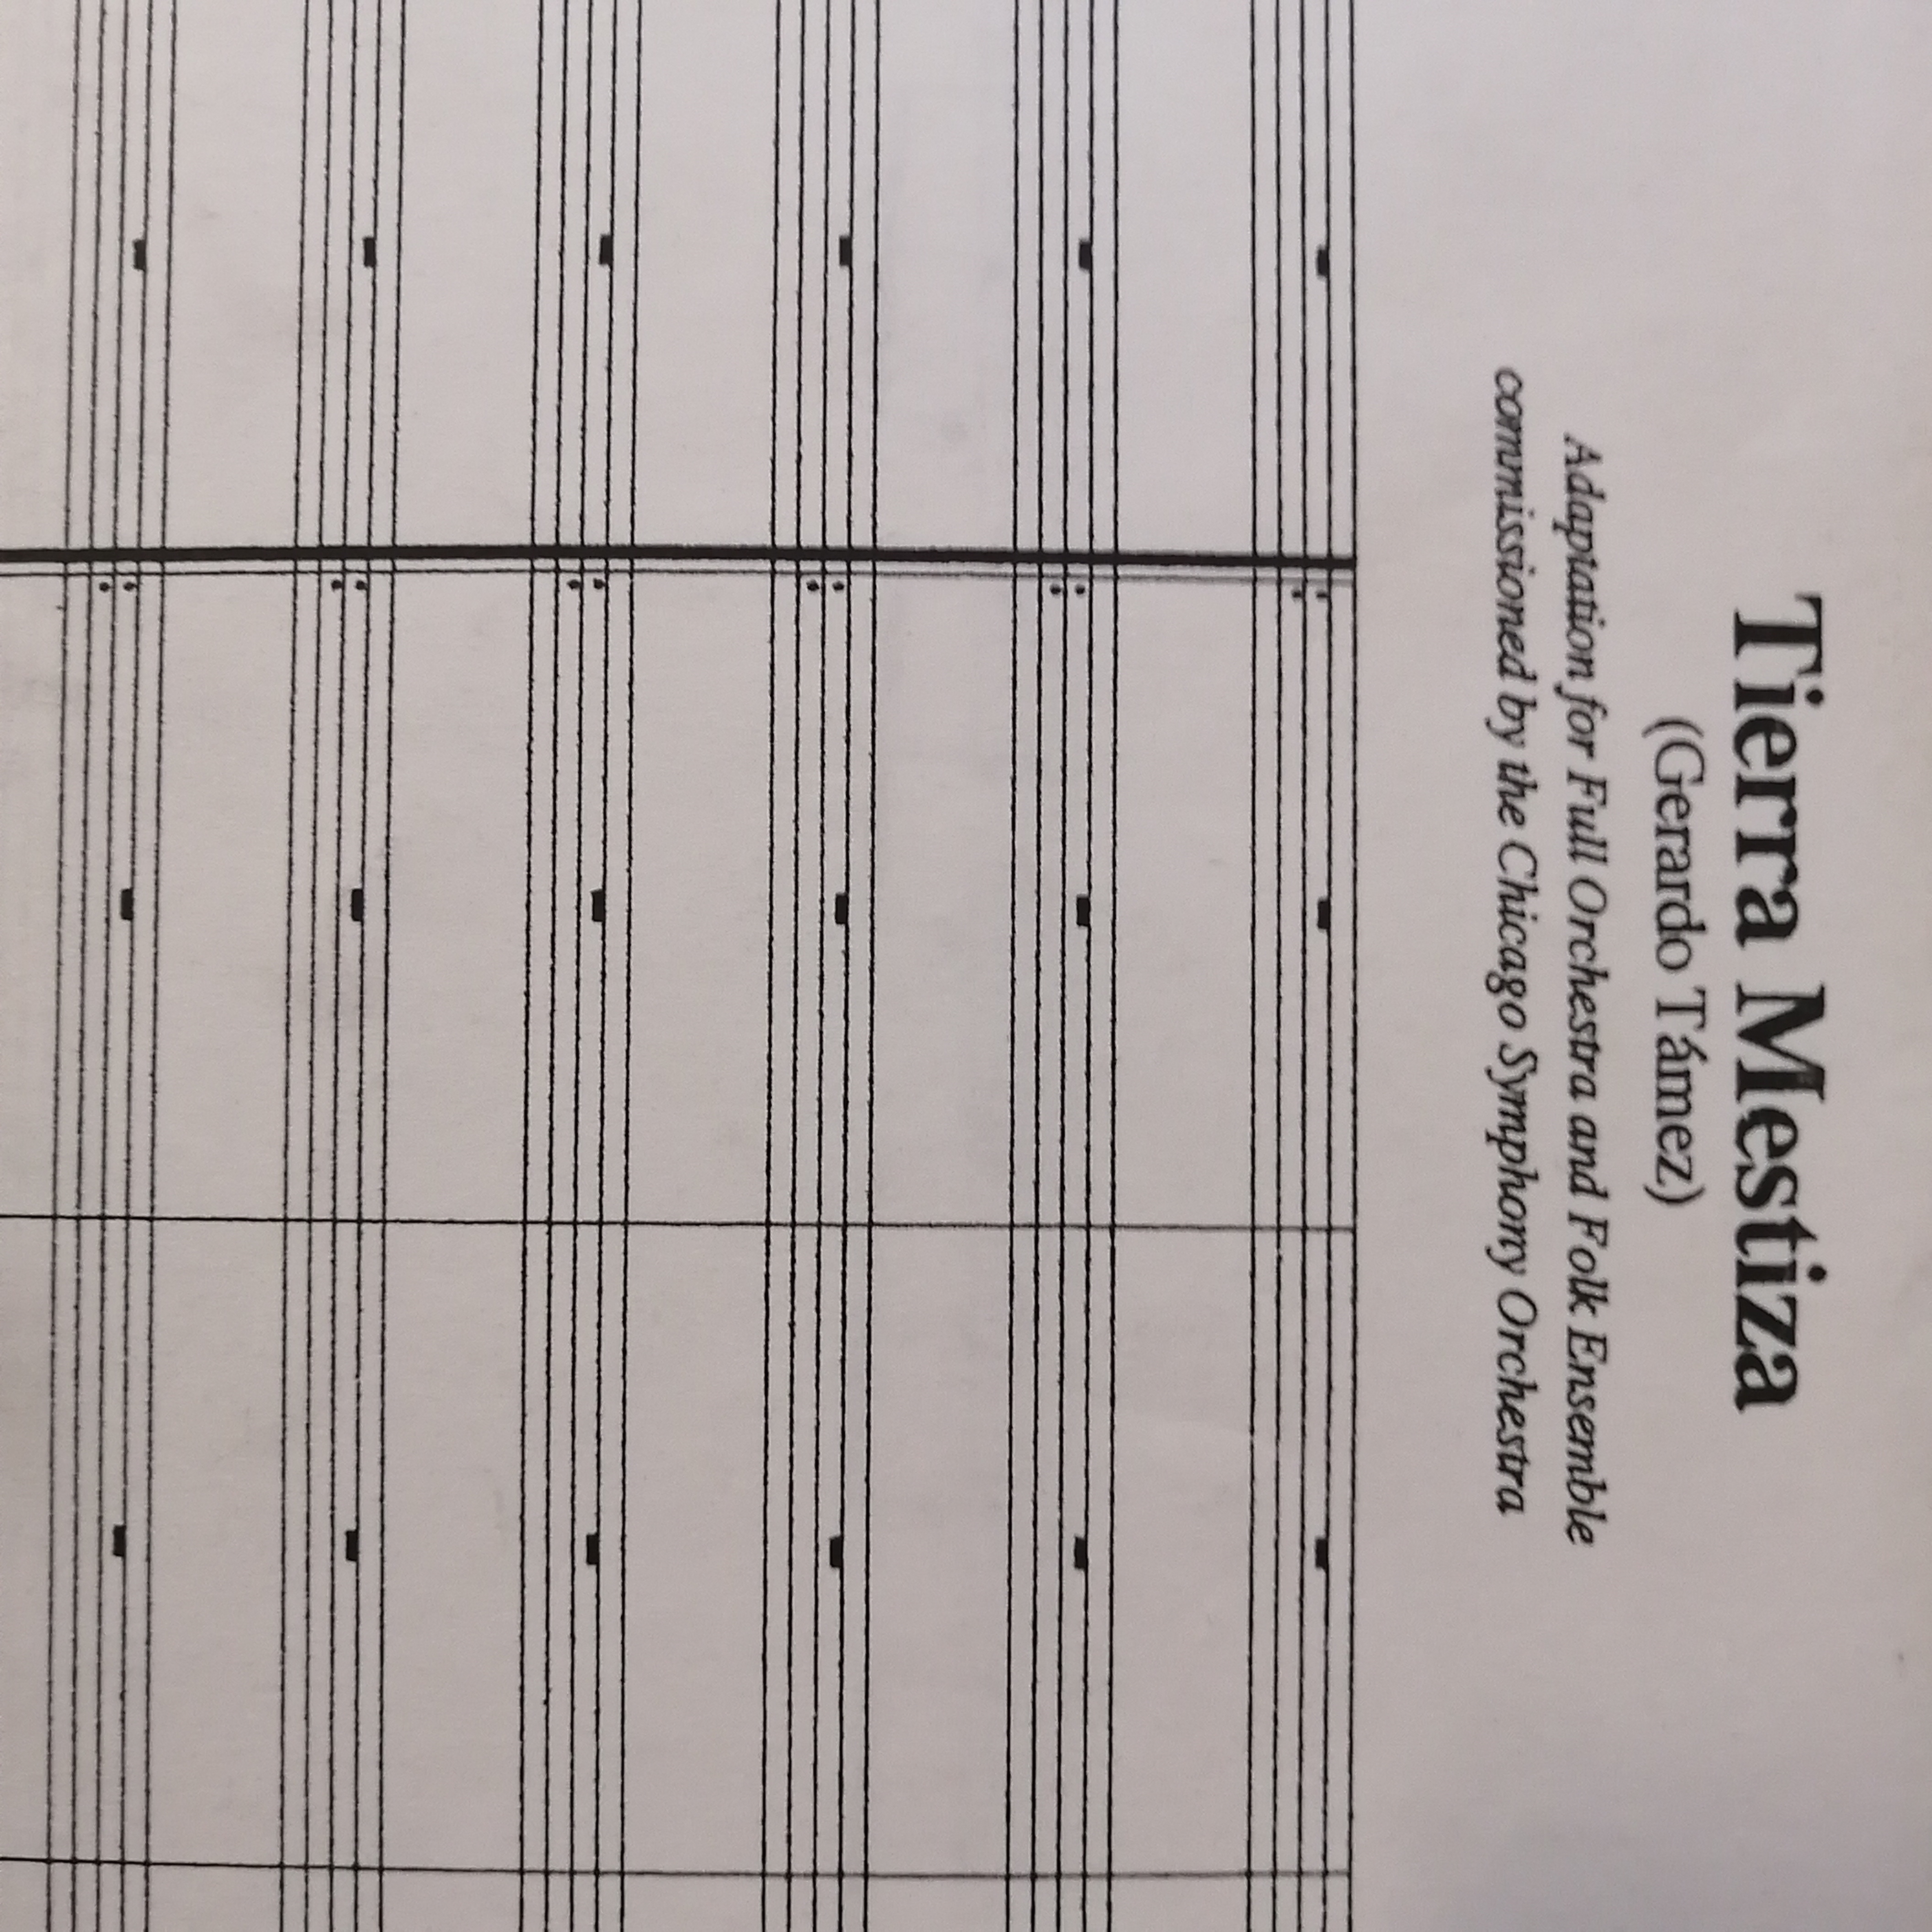 Tierra Mestiza
(Gerardo Támez)
Adaptation for Full Orchestra and Folk Ensemble
commissioned by the Chicago Symphony Orchestra